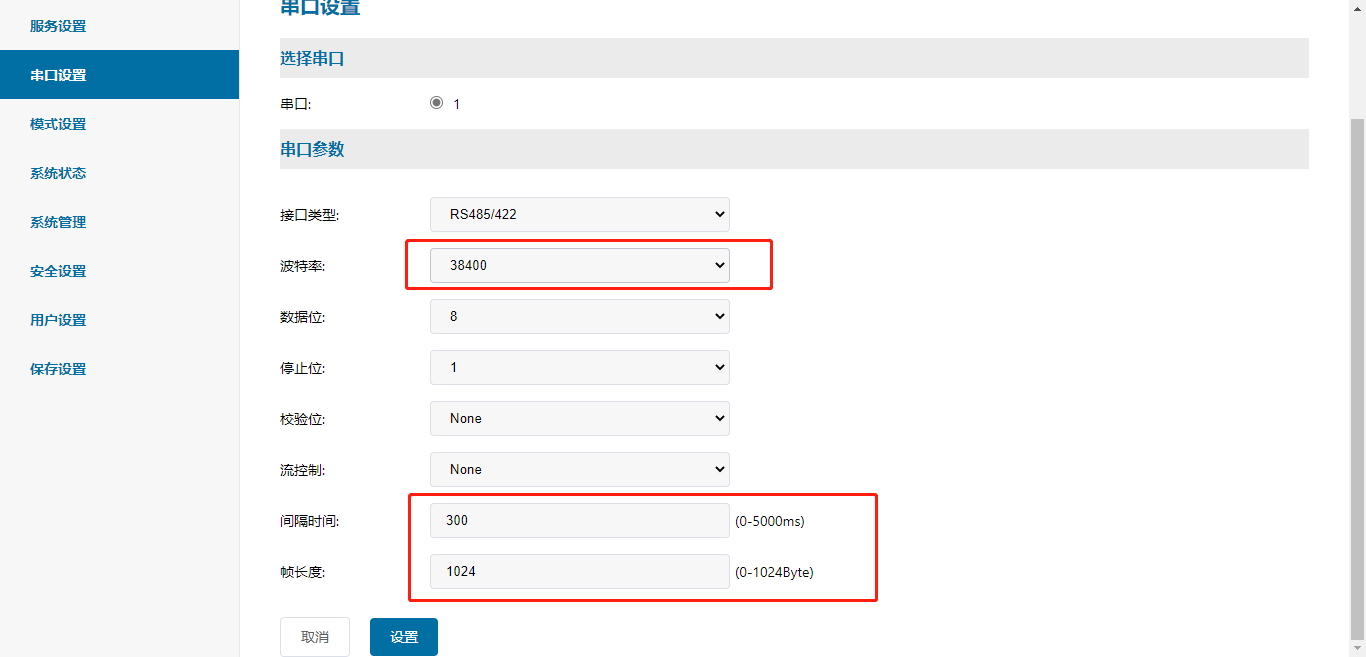 服务设置
串口设置
模式设置
系统状态
系统管理
安全设置
用户设置
保存设置
串口设置
选择串口
串口: 1
串口参数
接口类型: RS485/422
波特率: 38400
数据位: 8
停止位: 1
校验位: None
流控制: None
间隔时间: 300 (0-5000ms)
帧长度: 1024 (0-1024Byte)
取消 设置